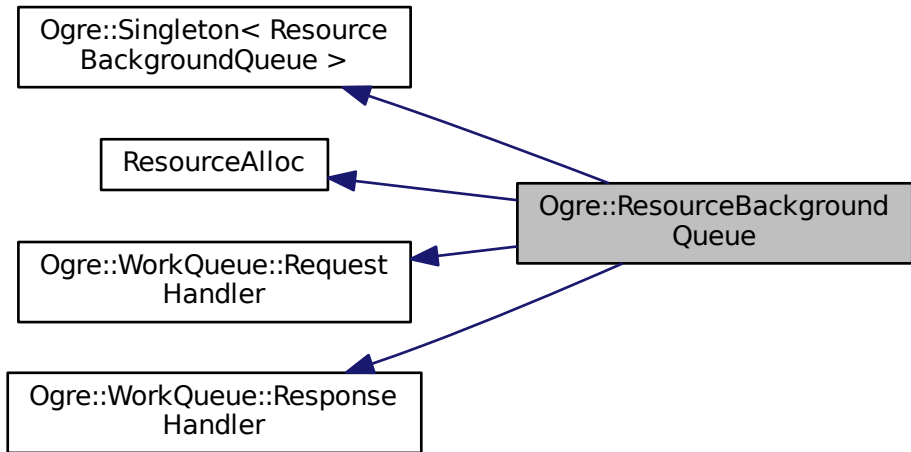 Ogre::Singleton< Resource
BackgroundQueue >
ResourceAlloc
Ogre::ResourceBackground
Queue
Ogre::WorkQueue::Request
Handler
Ogre::WorkQueue::Response
Handler